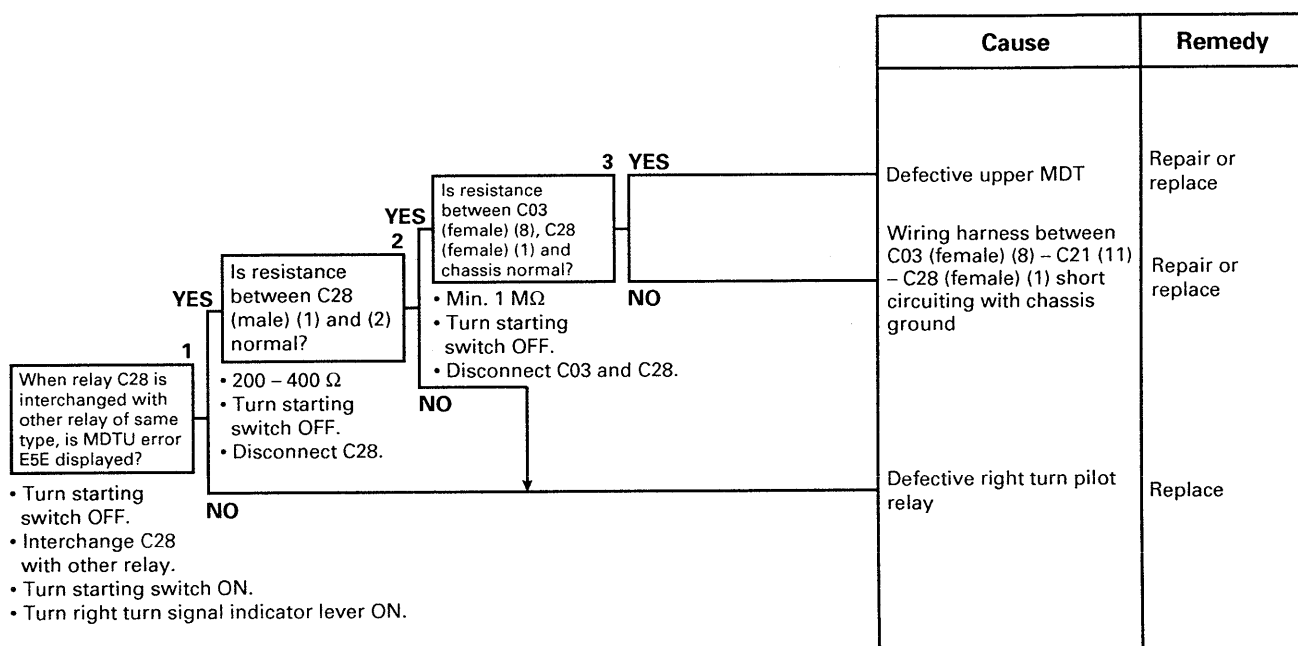 Cause
Remedy
3 YES
Is resistance
between C03
(female) (8), C28
(female) (1) and
chassis normal?
Defective upper MDT
Repair or
replace
YES
2
Is resistance
between C28
(male) (1) and (2)
normal?
NO
• Min. 1 MΩ
• Turn starting
switch OFF.
• Disconnect C03 and C28.
Wiring harness between
C03 (female) (8) – C21 (11)
– C28 (female) (1) short
circuiting with chassis
ground
Repair or
replace
YES
1
When relay C28 is
interchanged with
other relay of same
type, is MDTU error
E5E displayed?
• 200 – 400 Ω
• Turn starting
switch OFF.
• Disconnect C28.
NO
NO
Defective right turn pilot
relay
Replace
• Turn starting
switch OFF.
• Interchange C28
with other relay.
• Turn starting switch ON.
• Turn right turn signal indicator lever ON.